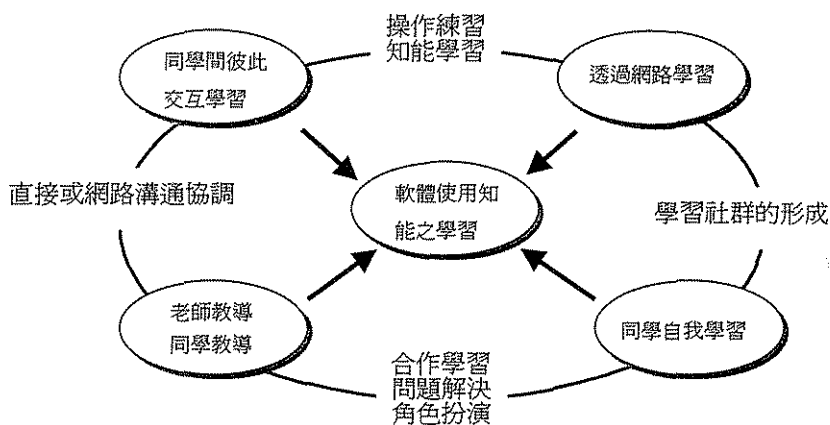 操作練習
知能學習
同學間彼此
交互學習
透過網路學習
直接或網路溝通協調
軟體使用知
能之學習
學習社群的形成
老師教導
同學教導
同學自我學習
合作學習
問題解決
角色扮演